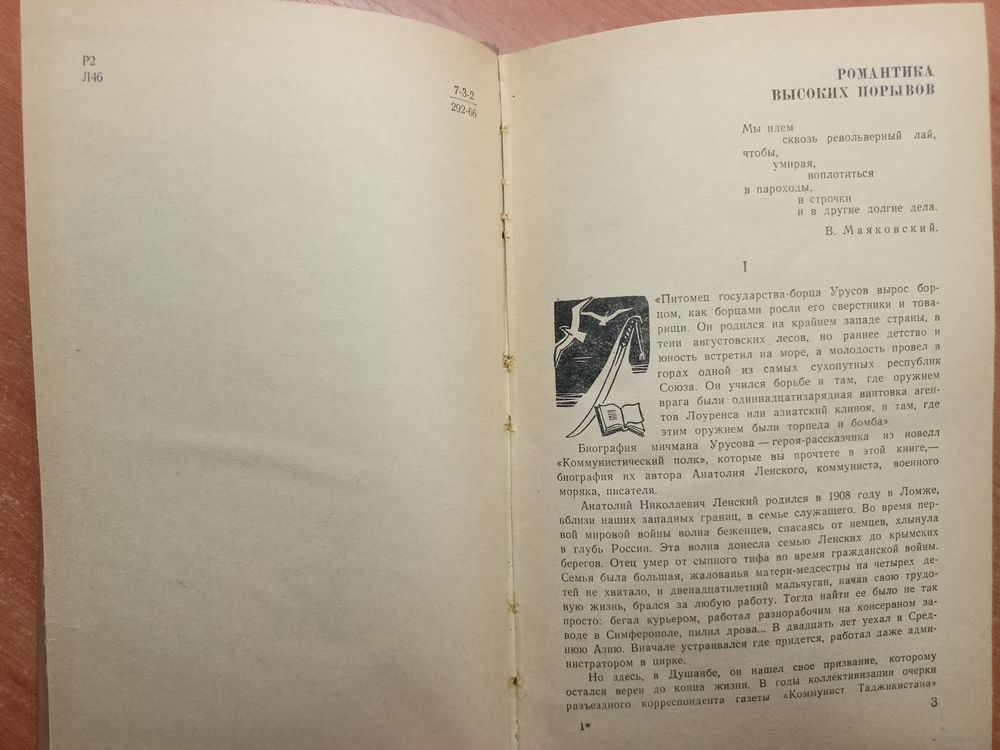 Р2
Л46
7-3-2
292-66
РОМАНТИКА
ВЫСОКИХ ПОРЫВОВ
Мы идем
сквозь револьверный лай,
чтобы,
умирая,
воплотиться
в пароходы,
в строчки
и в другие долгие дела.
В. Маяковский.
I
«Питомец государства-борца Урусов вырос бор-
цом, как борцами росли его сверстники и това-
рищи. Он родился на крайнем западе страны, в
тени августовских лесов, но раннее детство и
юность встретил на море, а молодость провел в
горах одной из самых сухопутных республик
Союза. Он учился борьбе и там, где оружием
врага были одиннадцатизарядная винтовка аген-
тов Лоуренса или азиатский клинок, и там, где
этим оружием были торпеда и бомба».
Биография мичмана Урусова — героя-рассказчика из новелл
«Коммунистический полк», которые вы прочтете в этой книге,—
биография их автора Анатолия Ленского, коммуниста, военного
моряка, писателя.
Анатолий Николаевич Ленский родился в 1908 году в Ломже,
вблизи наших западных границ, в семье служащего. Во время пер-
вой мировой войны волна беженцев, спасаясь от немцев, хлынула
в глубь России. Эта волна донесла семью Ленских до крымских
берегов. Отец умер от сыпного тифа во время гражданской войны.
Семья была большая, жалованья матери-медсестры на четырех де-
тей не хватало, и двенадцатилетний мальчуган, начав свою трудо-
вую жизнь, брался за любую работу. Тогда найти ее было не так
просто: бегал курьером, работал разнорабочим на консервном за-
воде в Симферополе, пилил дрова... В двадцать лет уехал в Сред-
нюю Азию. Вначале устраивался где придется, работал даже адми-
нистратором в цирке.
Но здесь, в Душанбе, он нашел свое призвание, которому
остался верен до конца жизни. В годы коллективизации очерки
разъездного корреспондента газеты «Коммунист Таджикистана»
1*
3